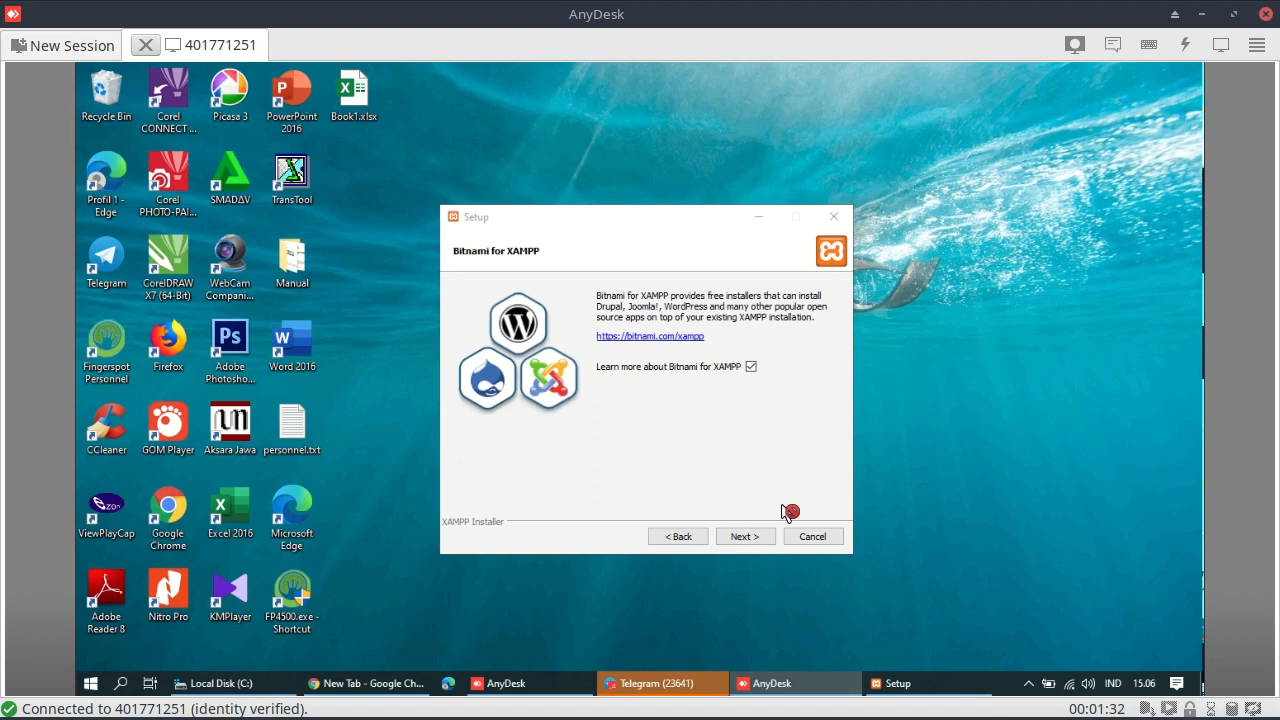 AnyDesk
New Session
401771251
Recycle Bin
Corel
CONNECT ...
Picasa 3
PowerPoint
2016
Book1.xlsx
Profil 1 -
Edge
Corel
PHOTO-PAI...
SMADΔV
TransTool
Telegram
CorelDRAW
X7 (64-Bit)
WebCam
Compani...
Manual
Fingerspot
Personnel
Firefox
Adobe
Photosho...
Word 2016
CCleaner
GOM Player
Aksara Jawa
personnel.txt
ViewPlayCap
Google
Chrome
Excel 2016
Microsoft
Edge
Adobe
Reader 8
Nitro Pro
KMPlayer
FP4500.exe -
Shortcut
Setup
Bitnami for XAMPP
Bitnami for XAMPP provides free installers that can install
Drupal, Joomla!, WordPress and many other popular open
source apps on top of your existing XAMPP installation.
https://bitnami.com/xampp
Learn more about Bitnami for XAMPP
XAMPP Installer
< Back
Next >
Cancel
Local Disk (C:)
New Tab - Google Ch...
AnyDesk
Telegram (23641)
AnyDesk
Setup
IND
15.06
Connected to 401771251 (identity verified).
00:01:32